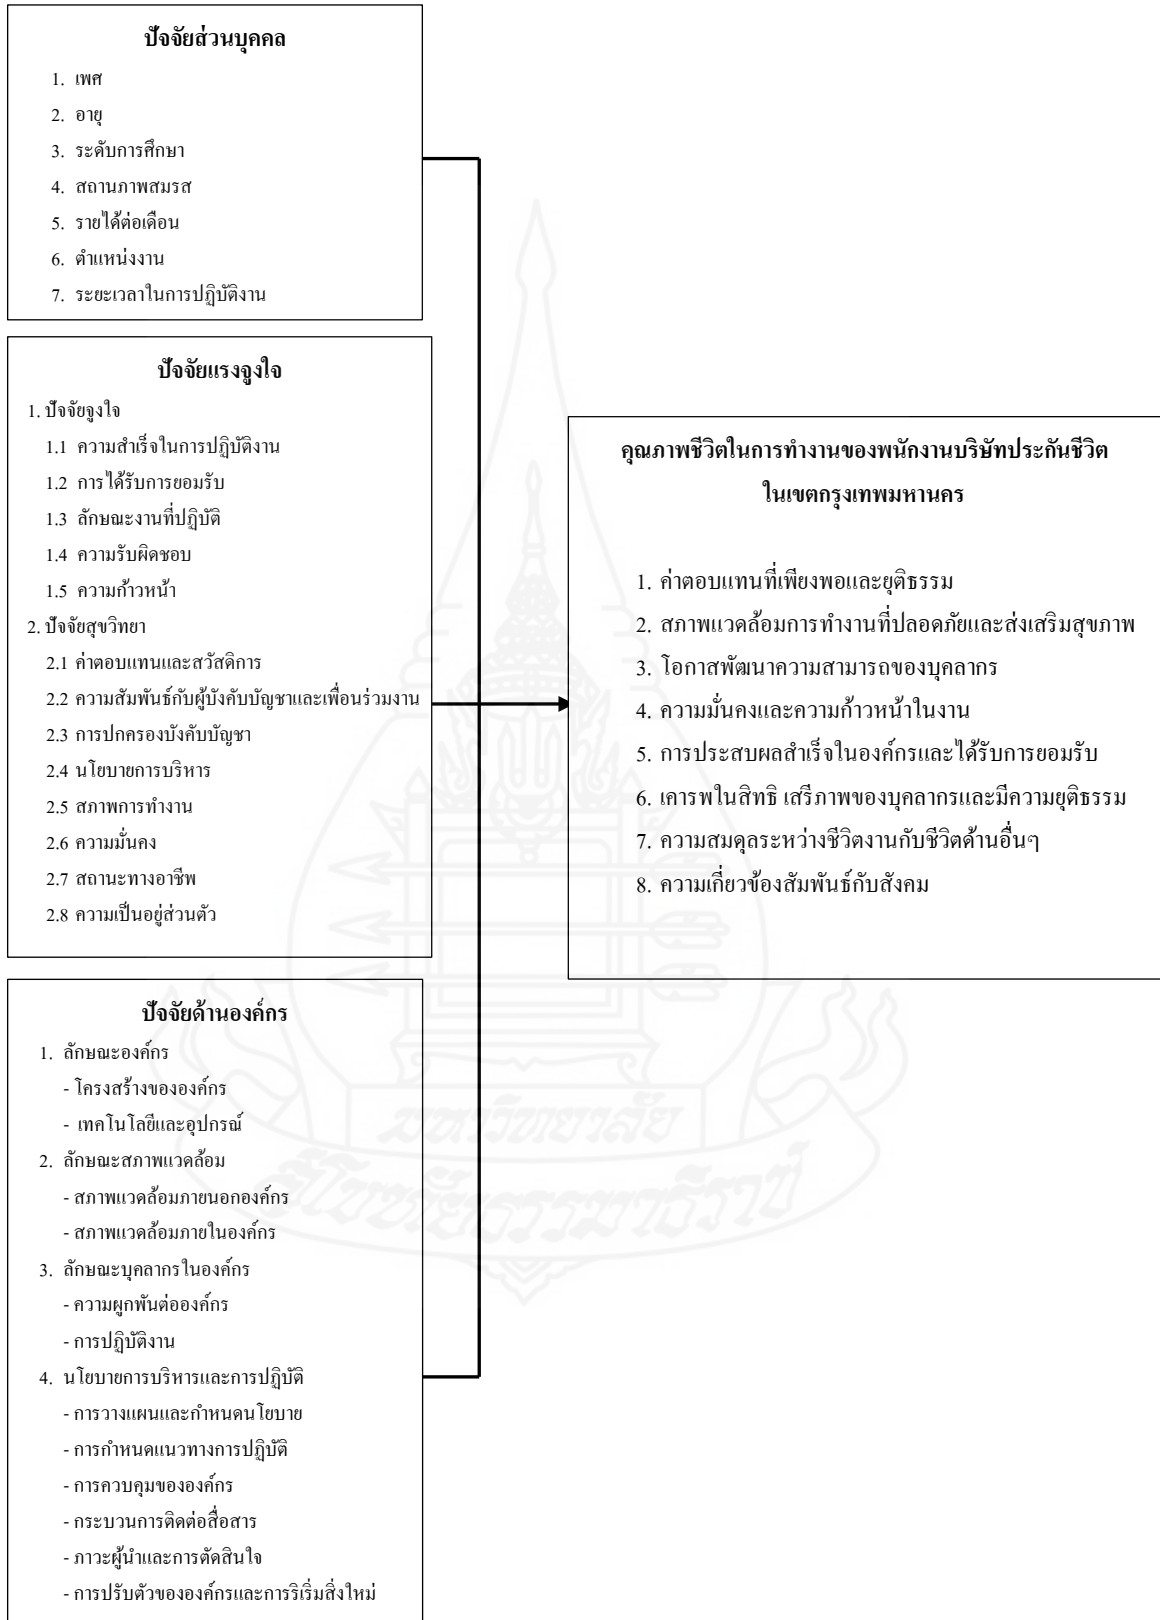 ปัจจัยส่วนบุคคล
1. เพศ
2. อายุ
3. ระดับการศึกษา
4. สถานภาพสมรส
5. รายได้ต่อเดือน
6. ตำแหน่งงาน
7. ระยะเวลาในการปฏิบัติงาน
ปัจจัยแรงจูงใจ
1. ปัจจัยจูงใจ
1.1 ความสำเร็จในการปฏิบัติงาน
1.2 การได้รับการยอมรับ
1.3 ลักษณะงานที่ปฏิบัติ
1.4 ความรับผิดชอบ
1.5 ความก้าวหน้า
2. ปัจจัยสุขวิทยา
2.1 ค่าตอบแทนและสวัสดิการ
2.2 ความสัมพันธ์กับผู้บังคับบัญชาและเพื่อนร่วมงาน
2.3 การปกครองบังคับบัญชา
2.4 นโยบายการบริหาร
2.5 สภาพการทำงาน
2.6 ความมั่นคง
2.7 สถานะทางอาชีพ
2.8 ความเป็นอยู่ส่วนตัว
ปัจจัยด้านองค์กร
1. ลักษณะองค์กร
- โครงสร้างขององค์กร
- เทคโนโลยีและอุปกรณ์
2. ลักษณะสภาพแวดล้อม
- สภาพแวดล้อมภายนอกองค์กร
- สภาพแวดล้อมภายในองค์กร
3. ลักษณะบุคลากรในองค์กร
- ความผูกพันต่อองค์กร
- การปฏิบัติงาน
4. นโยบายการบริหารและการปฏิบัติ
- การวางแผนและกำหนดนโยบาย
- การกำหนดแนวทางการปฏิบัติ
- การควบคุมขององค์กร
- กระบวนการติดต่อสื่อสาร
- ภาวะผู้นำและการตัดสินใจ
- การปรับตัวขององค์กรและการริเริ่มสิ่งใหม่
คุณภาพชีวิตในการทำงานของพนักงานบริษัทประกันชีวิต
ในเขตกรุงเทพมหานคร
1. ค่าตอบแทนที่เพียงพอและยุติธรรม
2. สภาพแวดล้อมการทำงานที่ปลอดภัยและส่งเสริมสุขภาพ
3. โอกาสพัฒนาความสามารถของบุคลากร
4. ความมั่นคงและความก้าวหน้าในงาน
5. การประสบผลสำเร็จในองค์กรและได้รับการยอมรับ
6. เคารพในสิทธิ เสรีภาพของบุคลากรและมีความยุติธรรม
7. ความสมดุลระหว่างชีวิตงานกับชีวิตด้านอื่นๆ
8. ความเกี่ยวข้องสัมพันธ์กับสังคม
มหาวิทยาลัย
สุโขทัยธรรมาธิราช